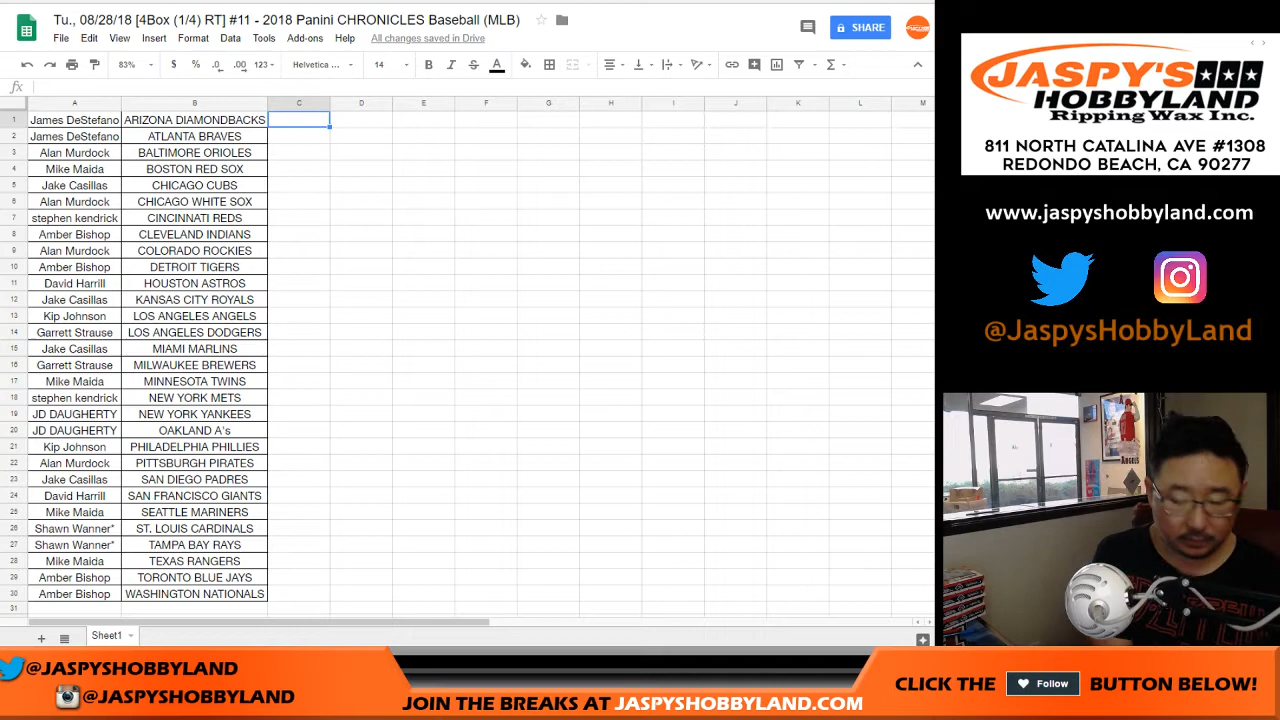 Tu., 08/28/18 [4Box (1/4) RT] #11 - 2018 Panini CHRONICLES Baseball (MLB)
File Edit View Insert Format Data Tools Add-ons Help All changes saved in Drive
SHARE
83% $ % .0 .00 123 Helvetica ... 14 B I S A
fx
A B C D E F G H I J K L M
1 James DeStefano ARIZONA DIAMONDBACKS
2 James DeStefano ATLANTA BRAVES
3 Alan Murdock BALTIMORE ORIOLES
4 Mike Maida BOSTON RED SOX
5 Jake Casillas CHICAGO CUBS
6 Alan Murdock CHICAGO WHITE SOX
7 stephen kendrick CINCINNATI REDS
8 Amber Bishop CLEVELAND INDIANS
9 Alan Murdock COLORADO ROCKIES
10 Amber Bishop DETROIT TIGERS
11 David Harrill HOUSTON ASTROS
12 Jake Casillas KANSAS CITY ROYALS
13 Kip Johnson LOS ANGELES ANGELS
14 Garrett Strause LOS ANGELES DODGERS
15 Jake Casillas MIAMI MARLINS
16 Garrett Strause MILWAUKEE BREWERS
17 Mike Maida MINNESOTA TWINS
18 stephen kendrick NEW YORK METS
19 JD DAUGHERTY NEW YORK YANKEES
20 JD DAUGHERTY OAKLAND A's
21 Kip Johnson PHILADELPHIA PHILLIES
22 Alan Murdock PITTSBURGH PIRATES
23 Jake Casillas SAN DIEGO PADRES
24 David Harrill SAN FRANCISCO GIANTS
25 Mike Maida SEATTLE MARINERS
26 Shawn Wanner* ST. LOUIS CARDINALS
27 Shawn Wanner* TAMPA BAY RAYS
28 Mike Maida TEXAS RANGERS
29 Amber Bishop TORONTO BLUE JAYS
30 Amber Bishop WASHINGTON NATIONALS
31
Sheet1
JASPY'S
HOBBYLAND
Ripping Wax Inc.
811 NORTH CATALINA AVE #1308
REDONDO BEACH, CA 90277
www.jaspyshobbyland.com
@JaspysHobbyLand
ANGELS
@JASPYSHOBBYLAND
@JASPYSHOBBYLAND
JOIN THE BREAKS AT JASPYSHOBBYLAND.COM
CLICK THE Follow BUTTON BELOW!